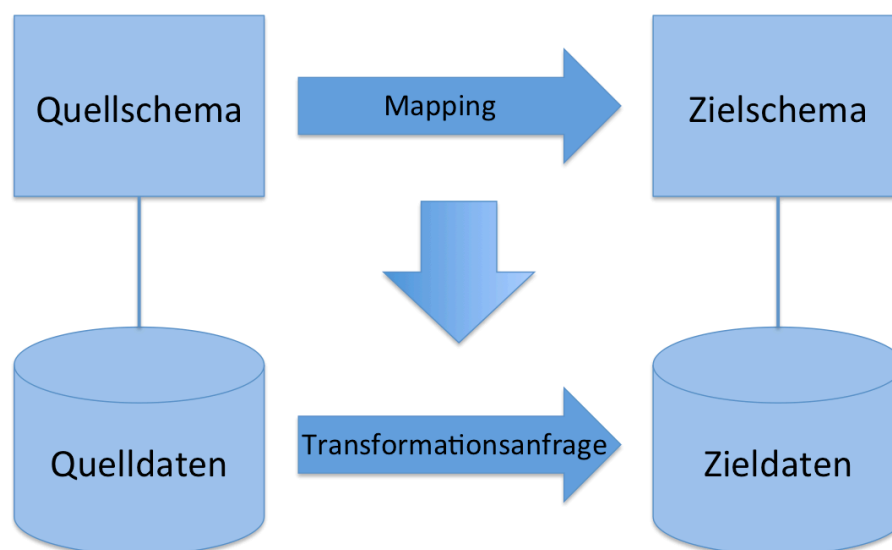 Quellschema
Mapping
Zielschema
Quelldaten
Transformationsanfrage
Zieldaten